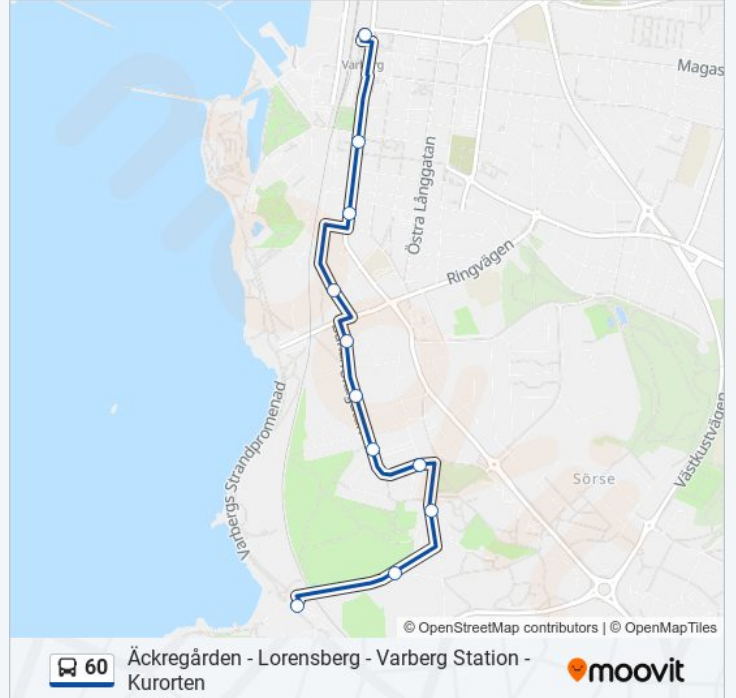 Varberg
Magas
Östra Långgatan
Ringvägen
Varbergs Strandpromenad
Västkustvägen
Sörse
© OpenStreetMap contributors | © OpenMapTiles
60
Äckregården - Lorensberg - Varberg Station -
Kurorten
moovit